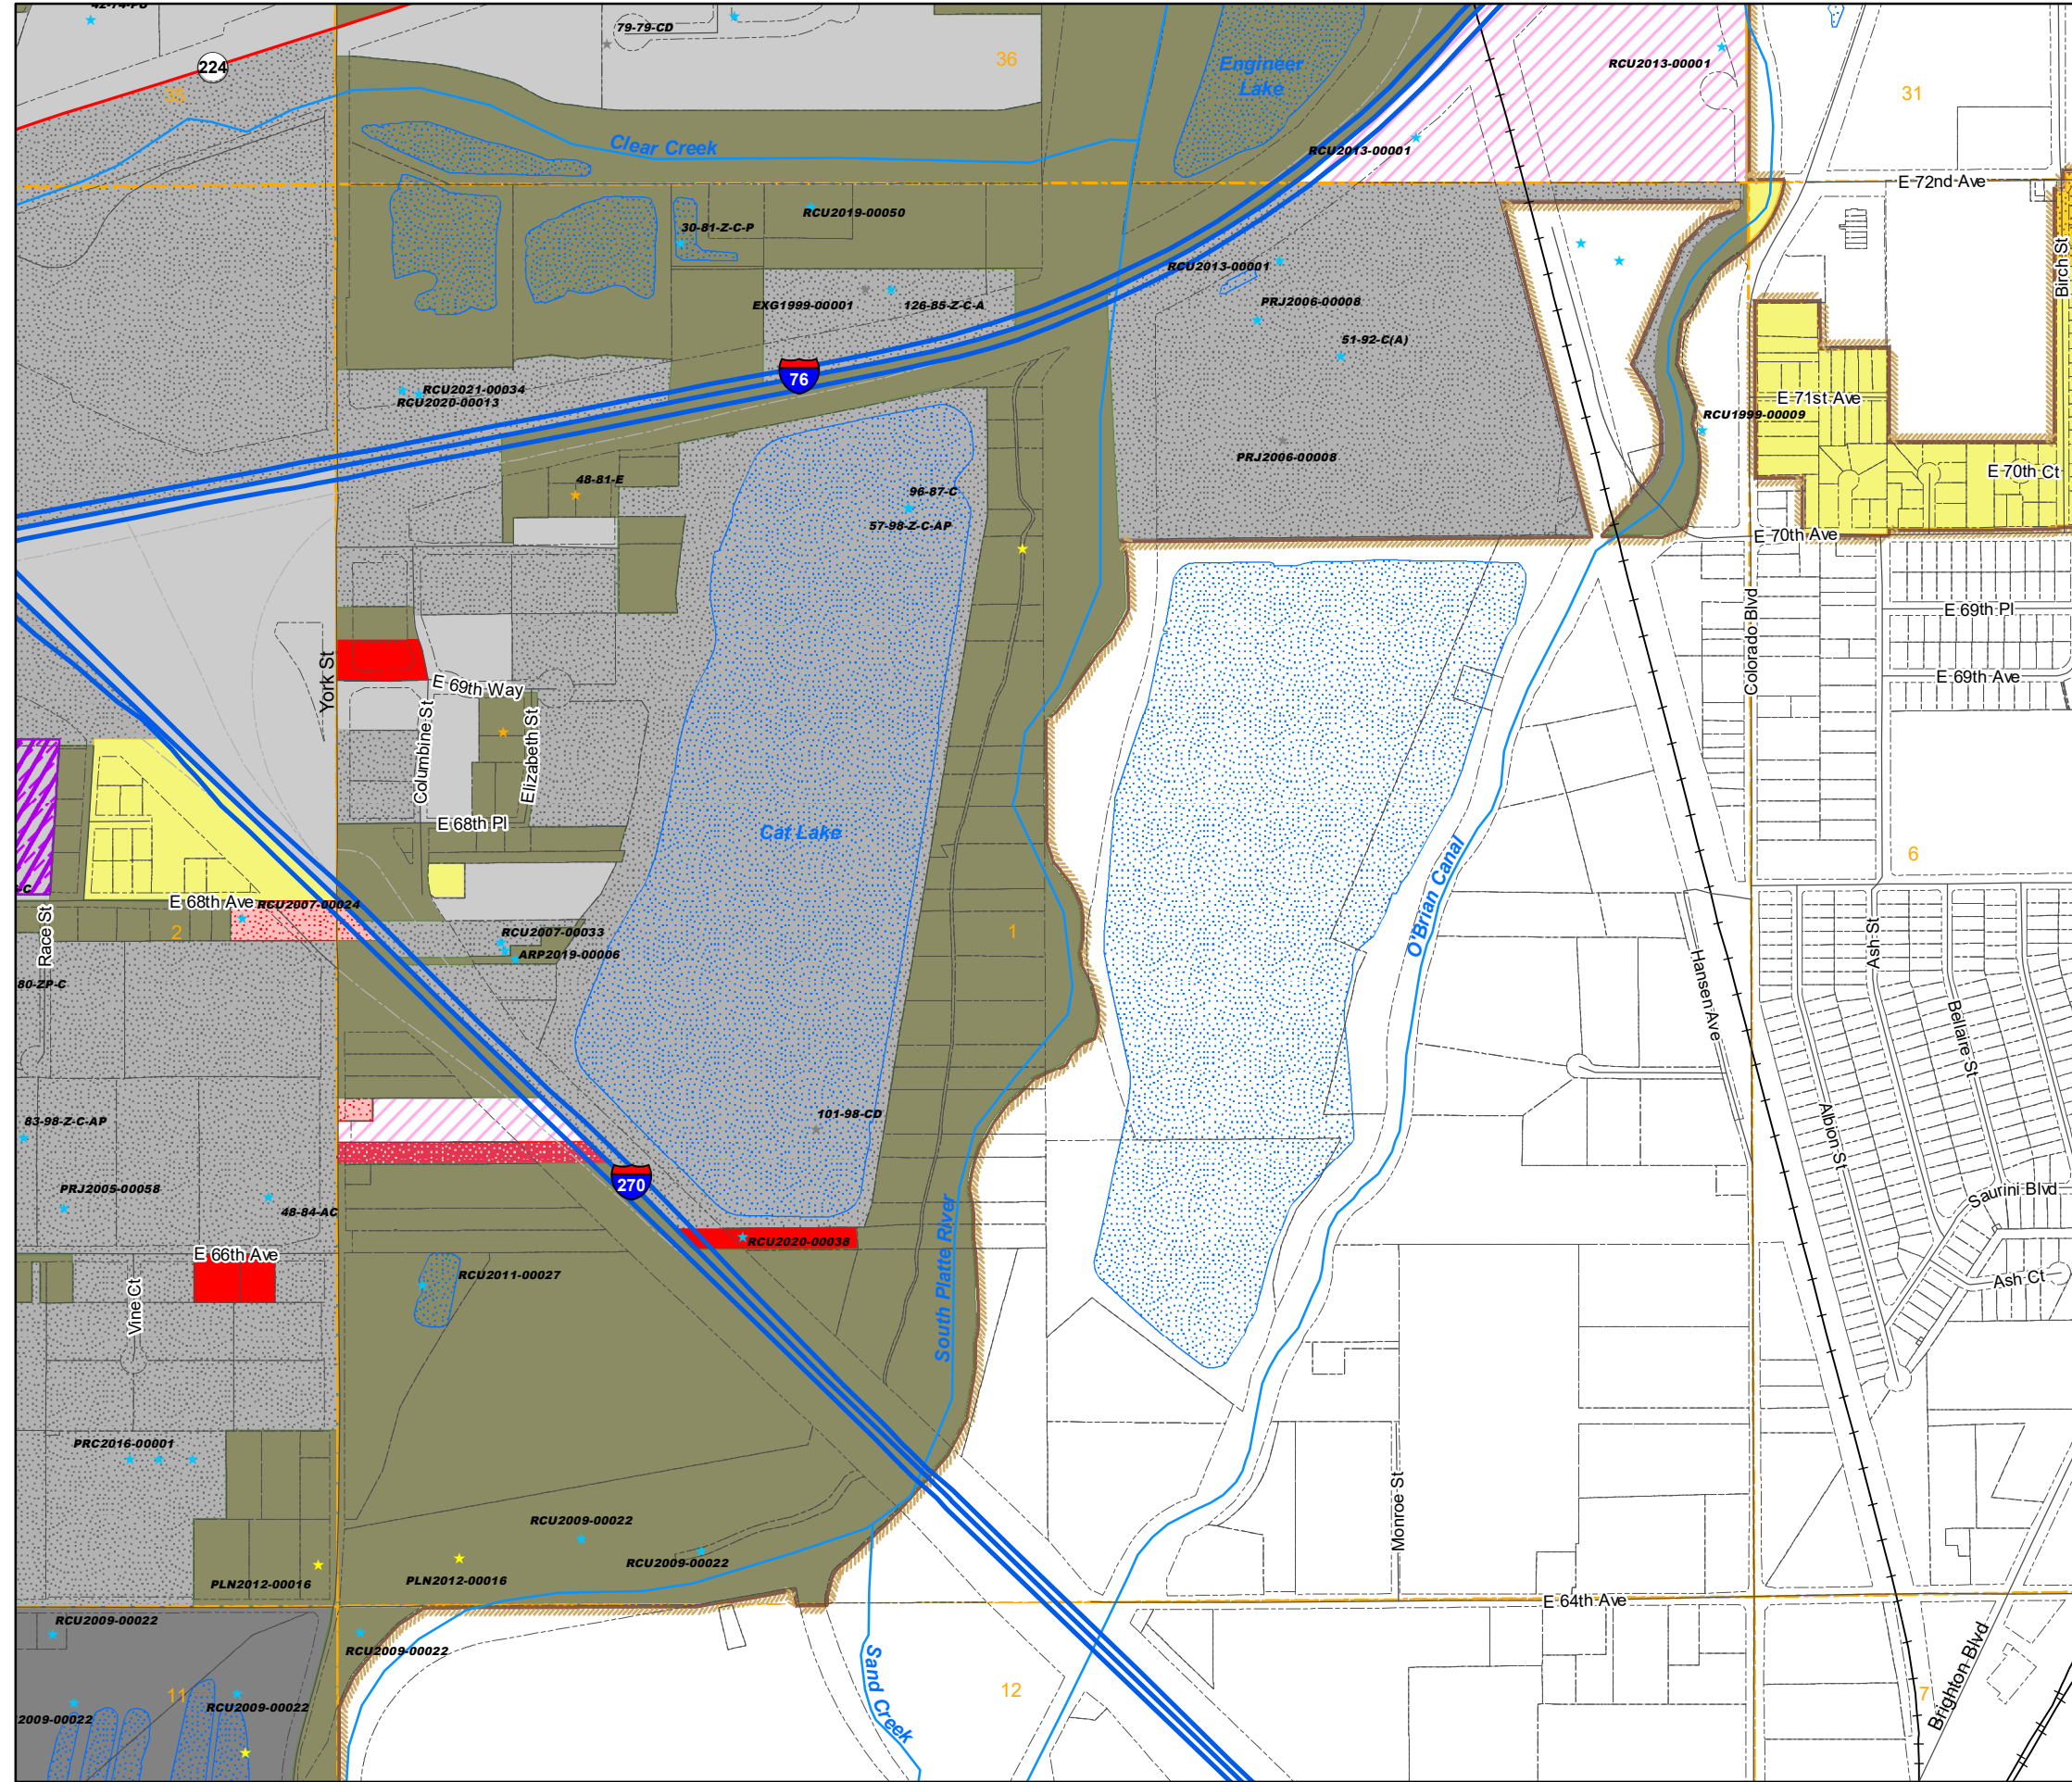 42-74-PU
79-79-CD
36
224
35
Engineer
Lake
RCU2013-00001
31
Clear Creek
RCU2013-00001
E 72nd Ave
RCU2019-00050
30-81-Z-C-P
Birch St
RCU2013-00001
EXG1999-00001
126-85-Z-C-A
PRJ2006-00008
51-92-C(A)
76
RCU2021-00034
RCU2020-00013
E 71st Ave
RCU1999-00009
PRJ2006-00008
E 70th Ct
48-81-E
96-87-C
57-98-Z-C-AP
E 70th Ave
E 69th Pl
York St
Colorado Blvd
E 69th Way
E 69th Ave
Columbine St
Elizabeth St
E 68th Pl
Cat Lake
O'Brian Canal
6
-C
E 68th Ave
RCU2007-00024
2
Race St
RCU2007-00033
ARP2019-00006
1
Ash St
80-ZP-C
Hansen Ave
Bellaire St
83-98-Z-C-AP
101-98-CD
Albion St
PRJ2005-00058
48-84-AC
270
Saurini Blvd
E 66th Ave
RCU2020-00038
South Platte River
RCU2011-00027
Ash Ct
Vine Ct
PRC2016-00001
Monroe St
RCU2009-00022
RCU2009-00022
PLN2012-00016
PLN2012-00016
E 64th Ave
RCU2009-00022
RCU2009-00022
Sand Creek
Brighton Blvd
11
12
7
RCU2009-00022
2009-00022